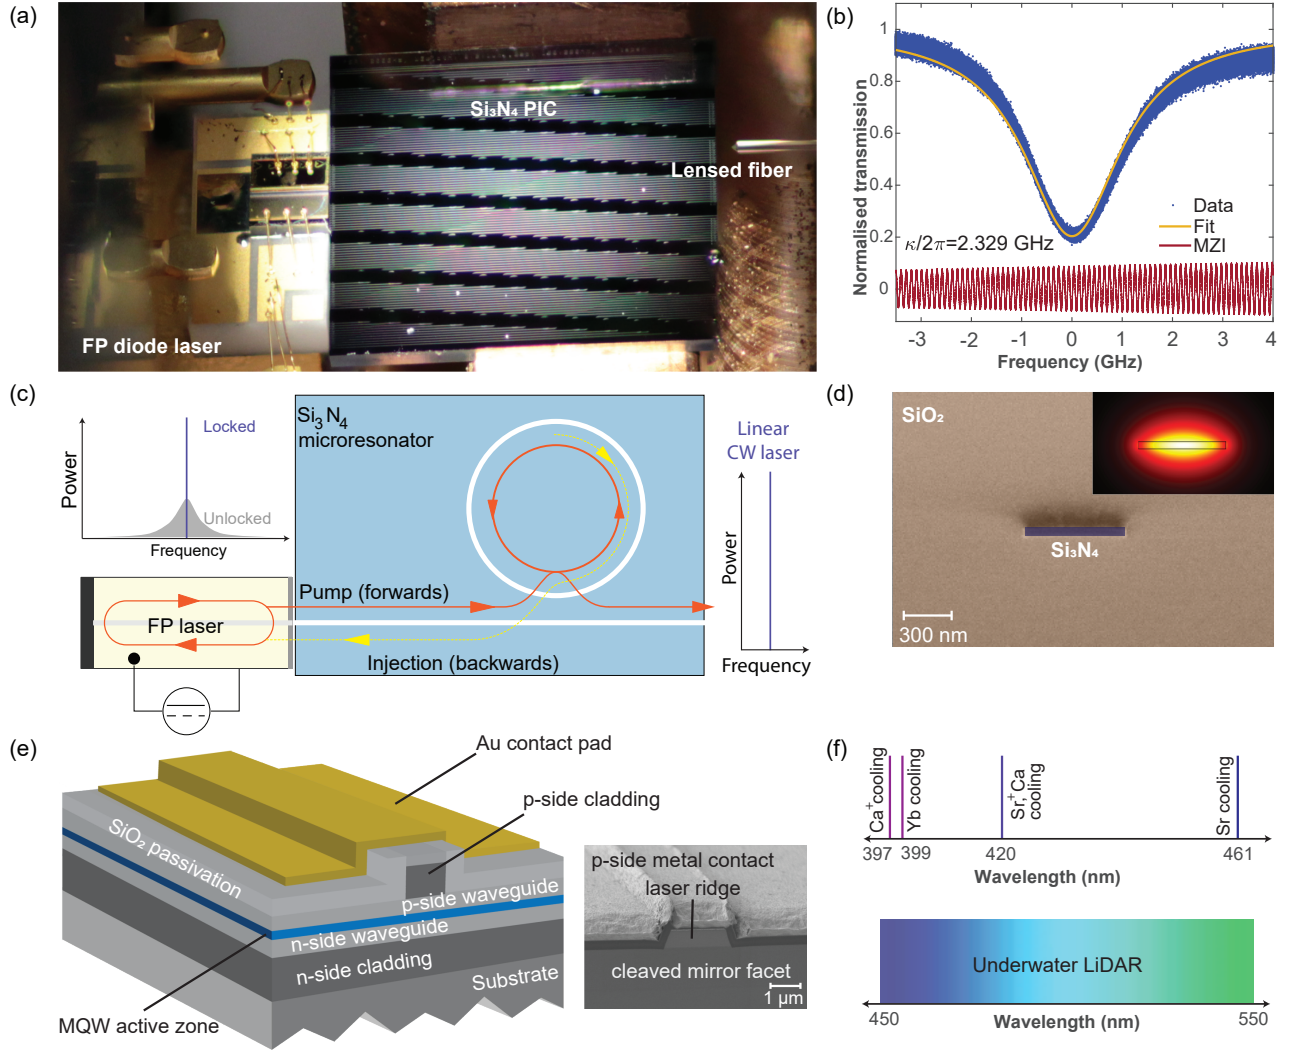 (a)
Si₃N₄ PIC
Lensed fiber
FP diode laser
(b)
Normalised transmission
1
0.8
0.6
0.4
0.2
0
κ/2π=2.329 GHz
Data
Fit
MZI
-3
-2
-1
0
1
2
3
4
Frequency (GHz)
(c)
Power
Locked
Unlocked
Frequency
Si₃N₄
microresonator
Pump (forwards)
FP laser
Injection (backwards)
Linear
CW laser
Power
Frequency
(d)
SiO₂
Si₃N₄
300 nm
(e)
Au contact pad
p-side cladding
SiO₂ passivation
p-side waveguide
n-side waveguide
n-side cladding
Substrate
MQW active zone
p-side metal contact
laser ridge
cleaved mirror facet
1 μm
(f)
Ca⁺cooling
Yb cooling
Sr⁺,Ca
cooling
Sr cooling
397
399
420
461
Wavelength (nm)
Underwater LiDAR
450
550
Wavelength (nm)